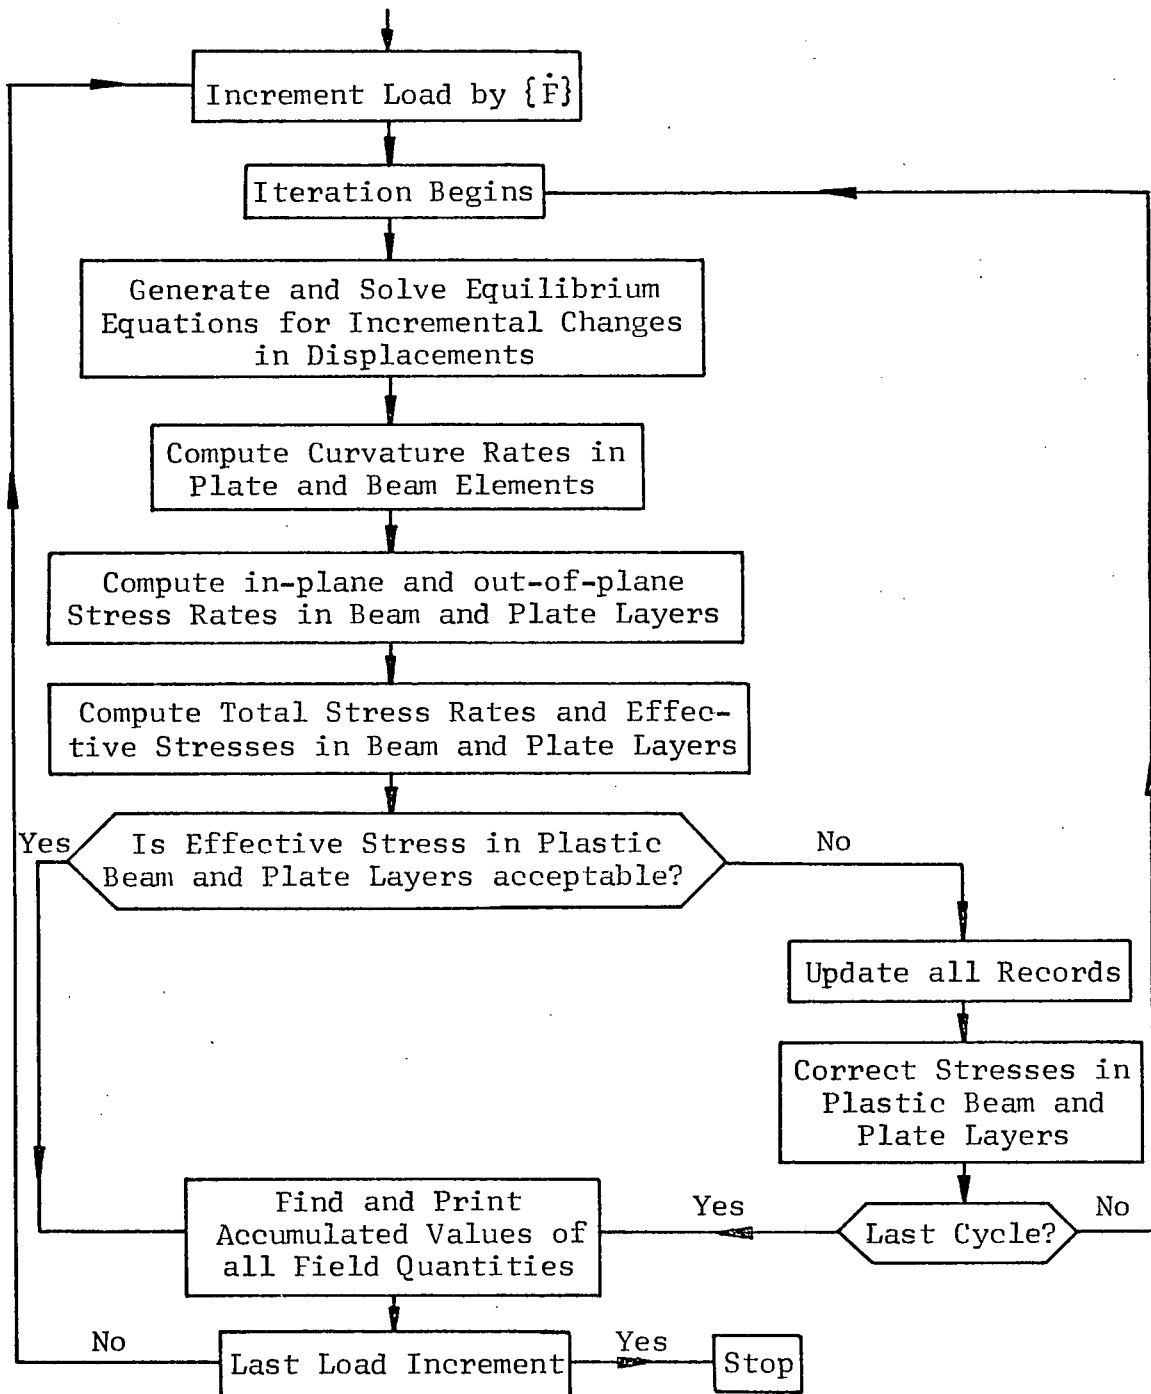 Increment Load by {Ḟ}
Iteration Begins
Generate and Solve Equilibrium
Equations for Incremental Changes
in Displacements
Compute Curvature Rates in
Plate and Beam Elements
Compute in-plane and out-of-plane
Stress Rates in Beam and Plate Layers
Compute Total Stress Rates and Effec-
tive Stresses in Beam and Plate Layers
Yes
Is Effective Stress in Plastic
Beam and Plate Layers acceptable?
No
Update all Records
Correct Stresses in
Plastic Beam and
Plate Layers
Find and Print
Accumulated Values of
all Field Quantities
Yes
Last Cycle?
No
No
Last Load Increment
Yes
Stop